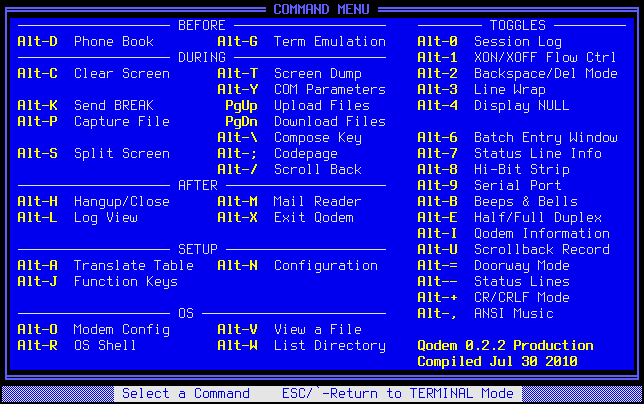 COMMAND MENU
BEFORE TOGGLES
Alt-D Phone Book Alt-G Term Emulation Alt-0 Session Log
DURING Alt-1 XON/XOFF Flow Ctrl
Alt-C Clear Screen Alt-T Screen Dump Alt-2 Backspace/Del Mode
Alt-Y COM Parameters Alt-3 Line Wrap
Alt-K Send BREAK PgUp Upload Files Alt-4 Display NULL
Alt-P Capture File PgDn Download Files
Alt-\ Compose Key Alt-6 Batch Entry Window
Alt-S Split Screen Alt-; Codepage Alt-7 Status Line Info
Alt-/ Scroll Back Alt-8 Hi-Bit Strip
AFTER Alt-9 Serial Port
Alt-H Hangup/Close Alt-M Mail Reader Alt-B Beeps & Bells
Alt-L Log View Alt-X Exit Qodem Alt-E Half/Full Duplex
Alt-I Qodem Information
SETUP Alt-U Scrollback Record
Alt-A Translate Table Alt-N Configuration Alt-= Doorway Mode
Alt-J Function Keys Alt-- Status Lines
Alt-+ CR/CRLF Mode
OS Alt-, ANSI Music
Alt-O Modem Config Alt-V View a File
Alt-R OS Shell Alt-W List Directory Qodem 0.2.2 Production
Compiled Jul 30 2010
Select a Command ESC/`-Return to TERMINAL Mode